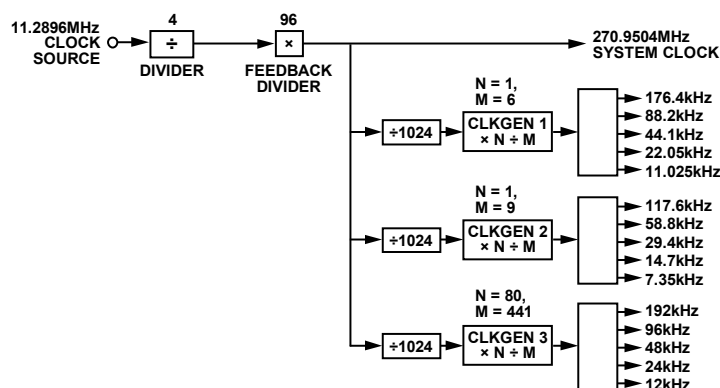 4
96
11.2896MHz
CLOCK
SOURCE
÷
×
270.9504MHz
SYSTEM CLOCK
DIVIDER
FEEDBACK
DIVIDER
N = 1,
M = 6
÷1024
CLKGEN 1
× N ÷ M
176.4kHz
88.2kHz
44.1kHz
22.05kHz
11.025kHz
N = 1,
M = 9
÷1024
CLKGEN 2
× N ÷ M
117.6kHz
58.8kHz
29.4kHz
14.7kHz
7.35kHz
N = 80,
M = 441
÷1024
CLKGEN 3
× N ÷ M
192kHz
96kHz
48kHz
24kHz
12kHz